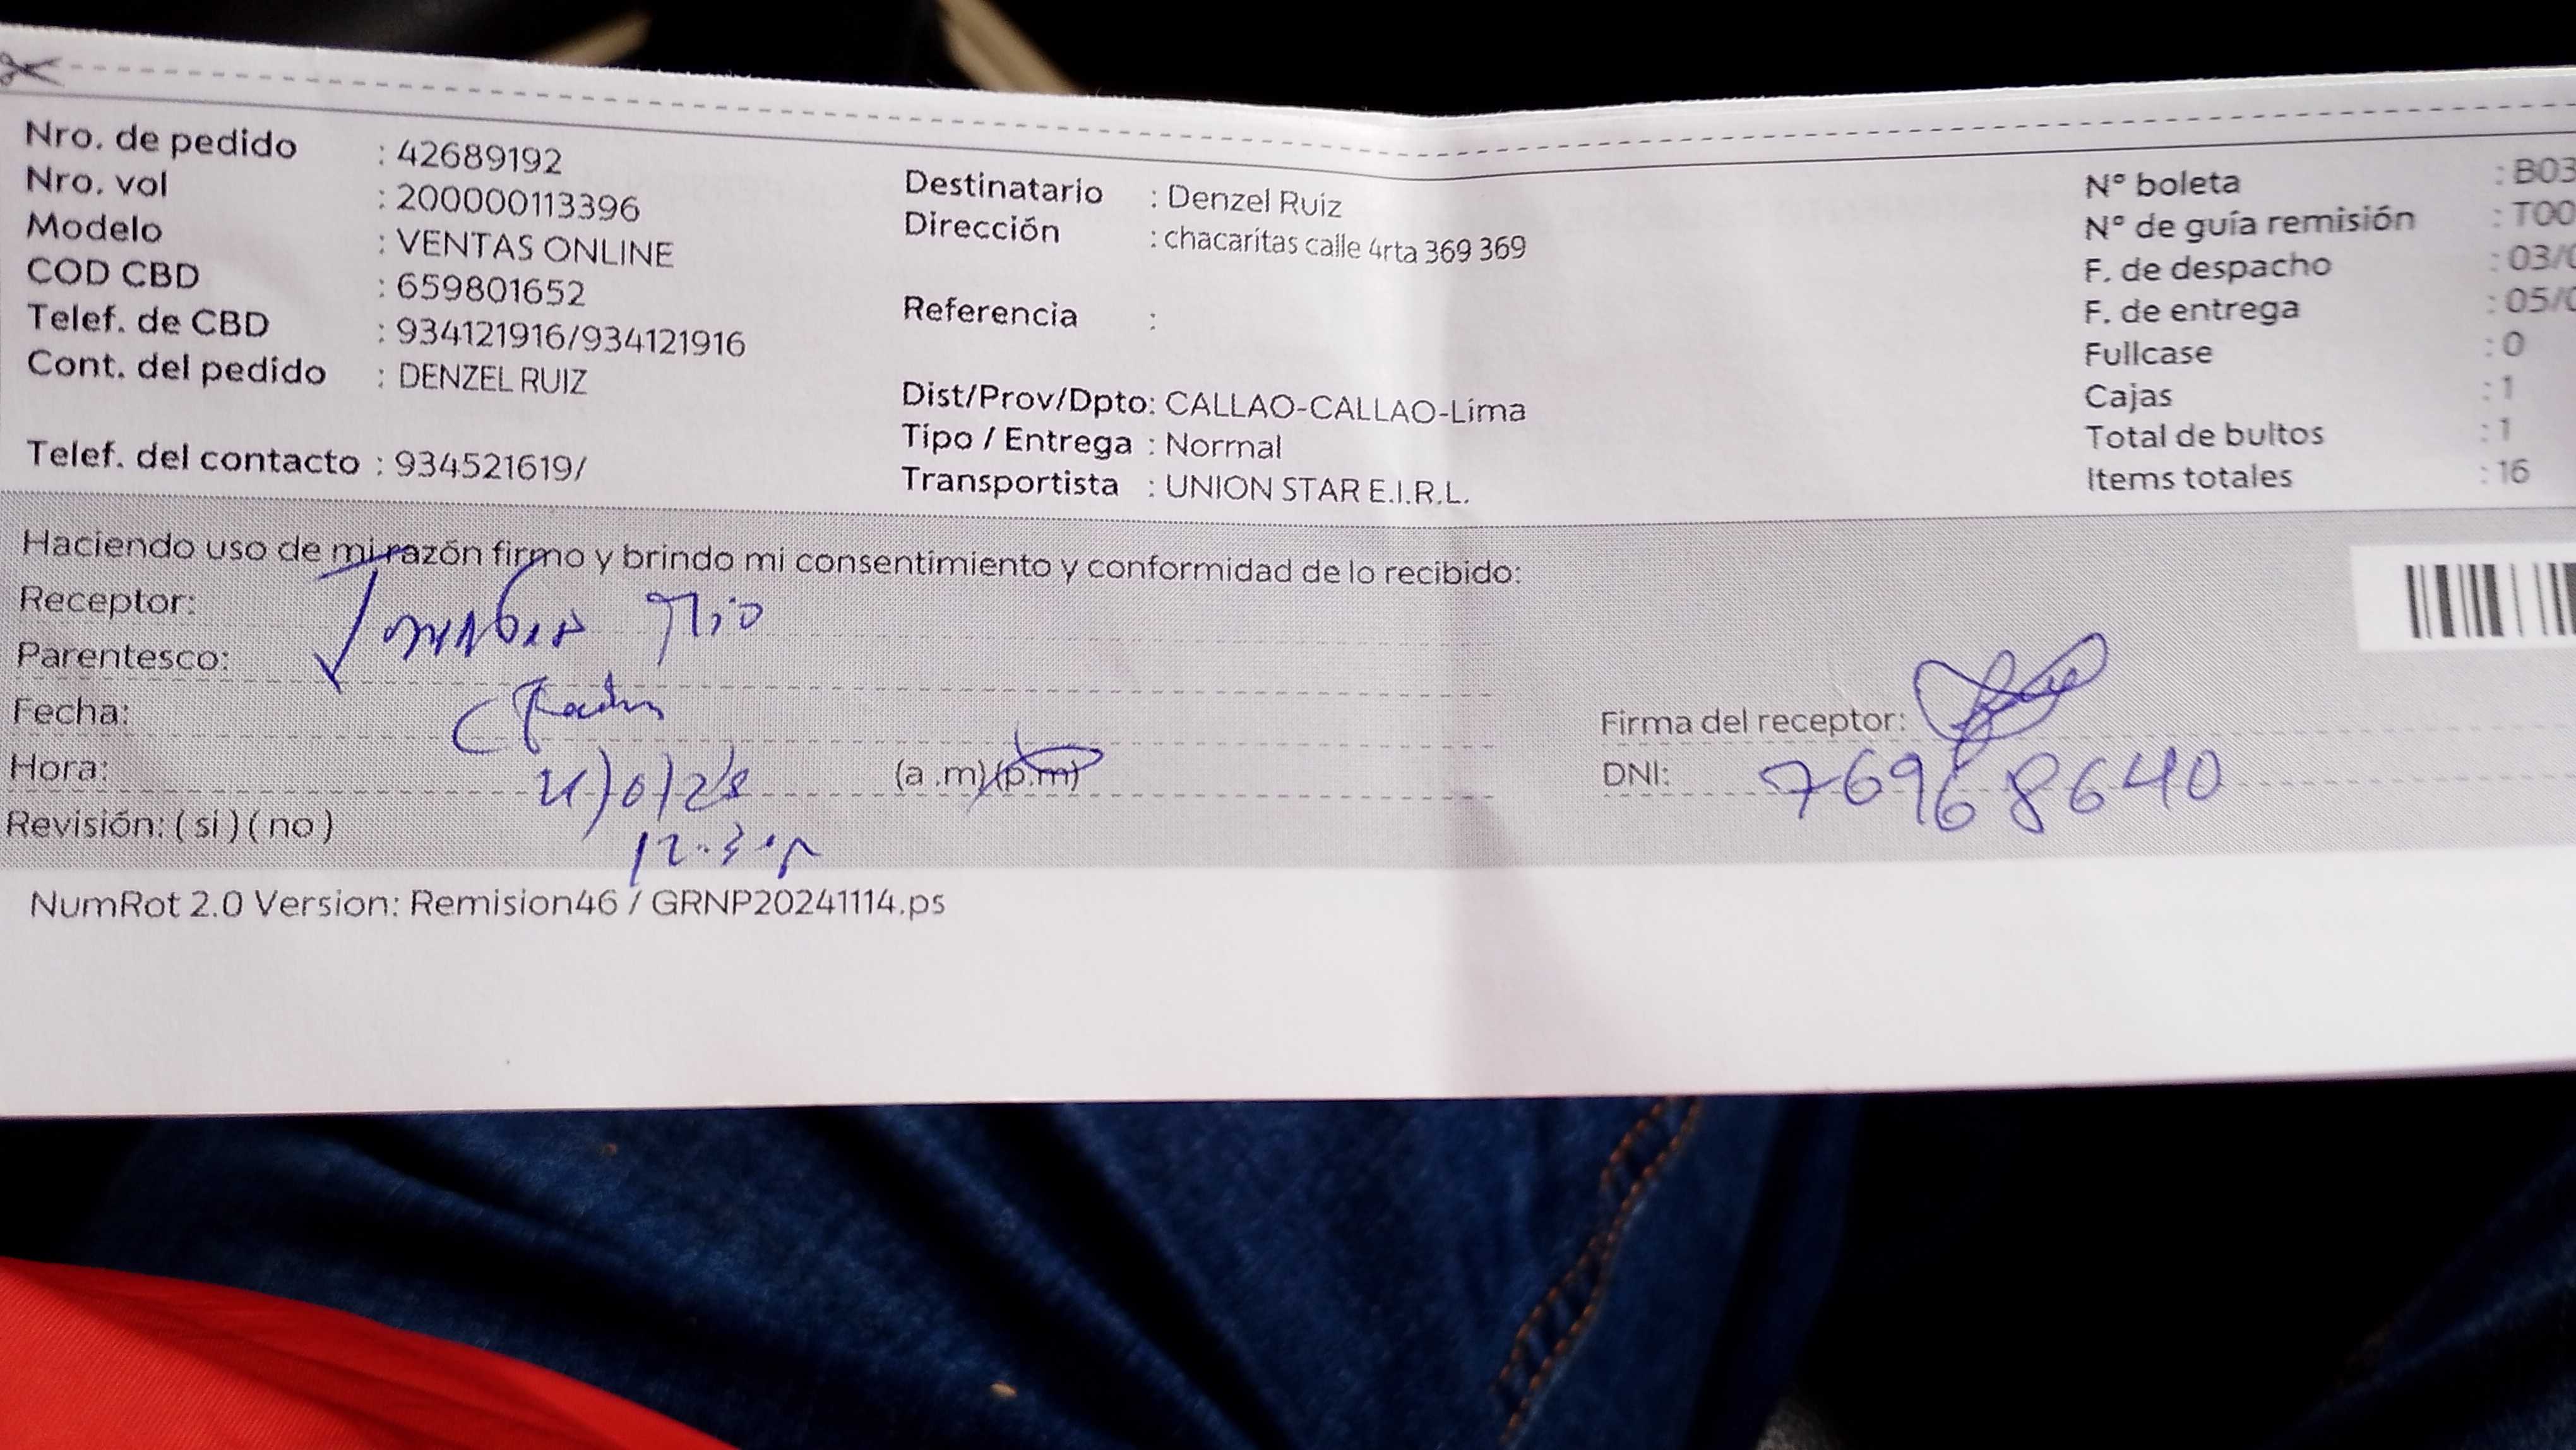 Nro. de pedido : 42689192
Nro. vol : 200000113396
Modelo : VENTAS ONLINE
COD CBD : 659801652
Telef. de CBD : 934121916/934121916
Cont. del pedido : DENZEL RUIZ
Telef. del contacto : 934521619/
Destinatario : Denzel Ruiz
Dirección : chacaritas calle 4rta 369 369
Referencia :
Dist/Prov/Dpto: CALLAO-CALLAO-Lima
Tipo / Entrega : Normal
Transportista : UNION STAR E.I.R.L.
N° boleta : B03
N° de guía remisión : T00
F. de despacho : 03/
F. de entrega : 05/
Fullcase : 0
Cajas : 1
Total de bultos : 1
Items totales : 16
Haciendo uso de mi razón firmo y brindo mi consentimiento y conformidad de lo recibido:
Receptor:
Parentesco:
Fecha:
Hora: (a .m) (p.m)
Revisión: ( si ) ( no )
Firma del receptor:
DNI: 76968640
NumRot 2.0 Version: Remision46 / GRNP20241114.ps